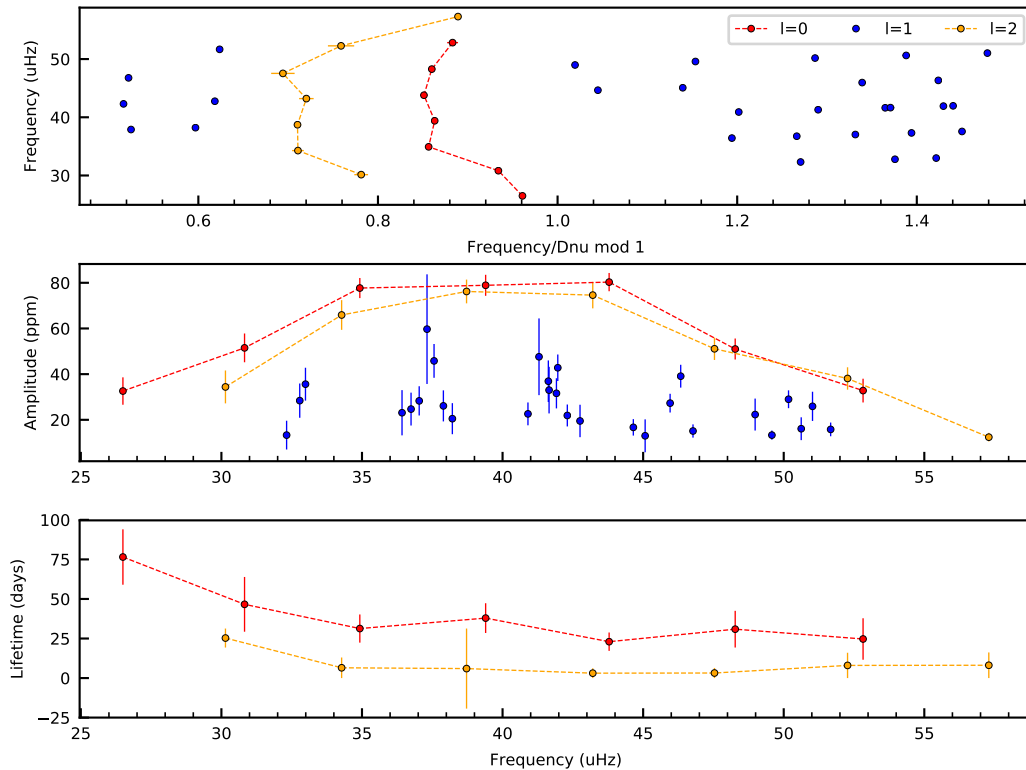 l=0 l=1 l=2
Frequency (uHz)
50
40
30
0.6 0.8 1.0 1.2 1.4
Frequency/Dnu mod 1
Amplitude (ppm)
80
60
40
20
25 30 35 40 45 50 55
Lifetime (days)
100
75
50
25
0
−25
25 30 35 40 45 50 55
Frequency (uHz)